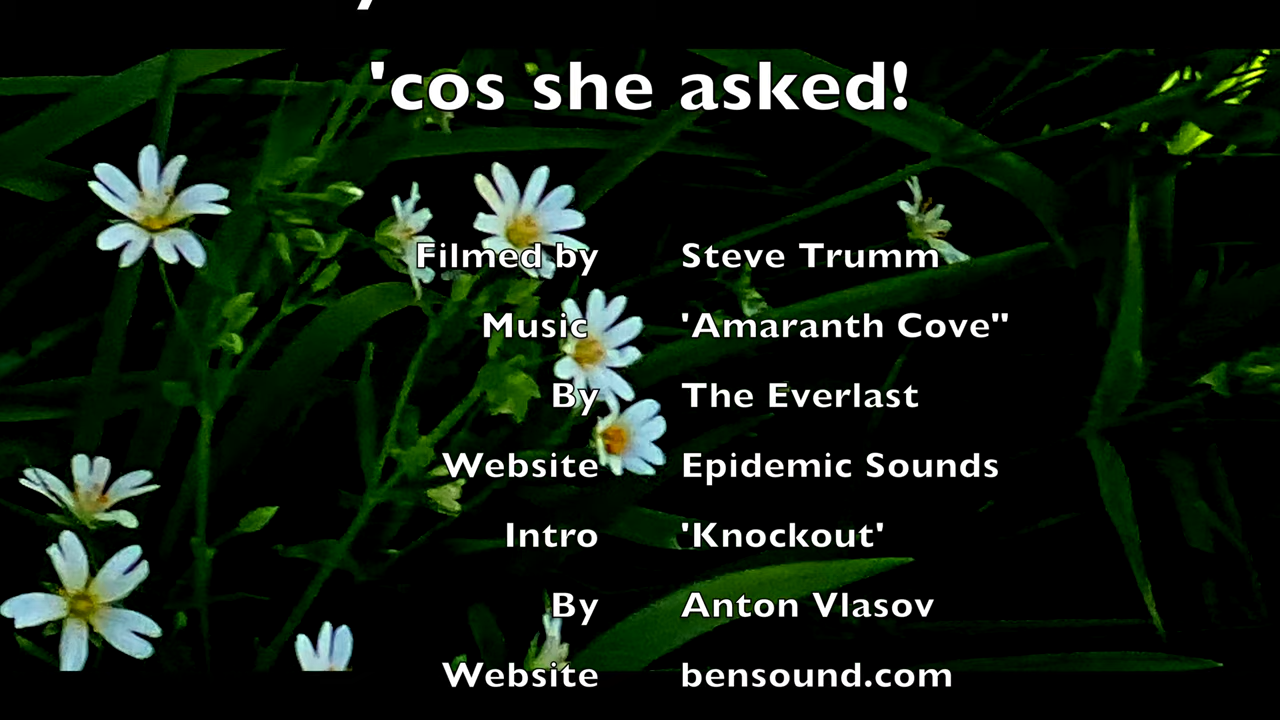 'cos she asked!
Filmed by Steve Trumm
Music 'Amaranth Cove"
By The Everlast
Website Epidemic Sounds
Intro 'Knockout'
By Anton Vlasov
Website bensound.com